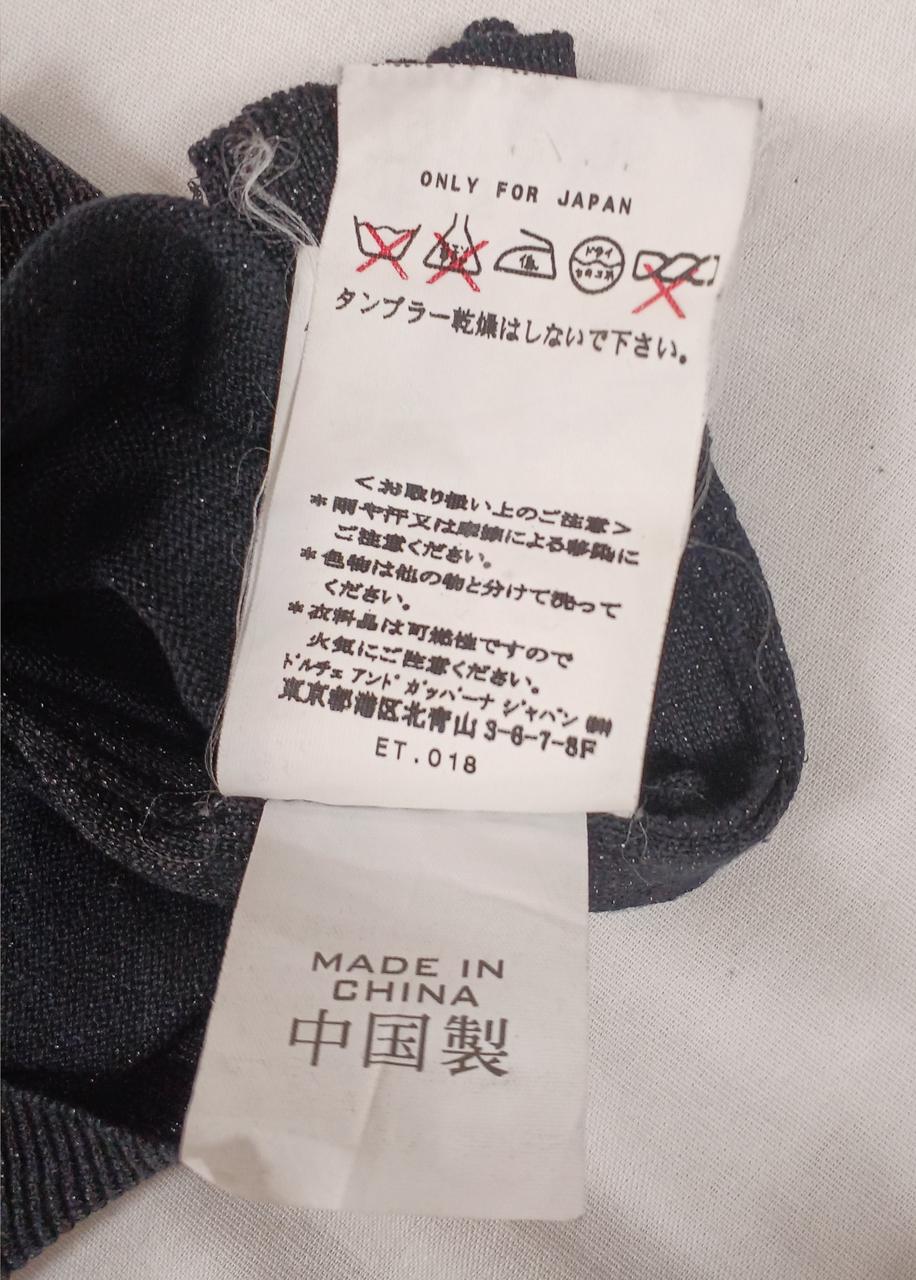 ONLY FOR JAPAN
低 ドライ
タンブラー乾燥はしないで下さい。
<お取り扱い上のご注意>
*雨や汗又は摩擦による移染に
ご注意ください。
*色物は他の物と分けて洗って
ください。
*衣料品は可燃性ですので
火気にご注意ください。
ドルチェ アンド ガッバーナ ジャパン ㈱
東京都港区北青山 3-6-7-8F
ET.018
MADE IN
CHINA
中国製